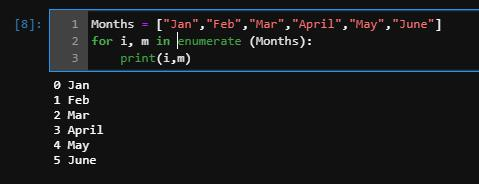 [8]:
1 Months = ["Jan","Feb","Mar","April","May","June"]
2 for i, m in enumerate (Months):
3     print(i,m)
0 Jan
1 Feb
2 Mar
3 April
4 May
5 June